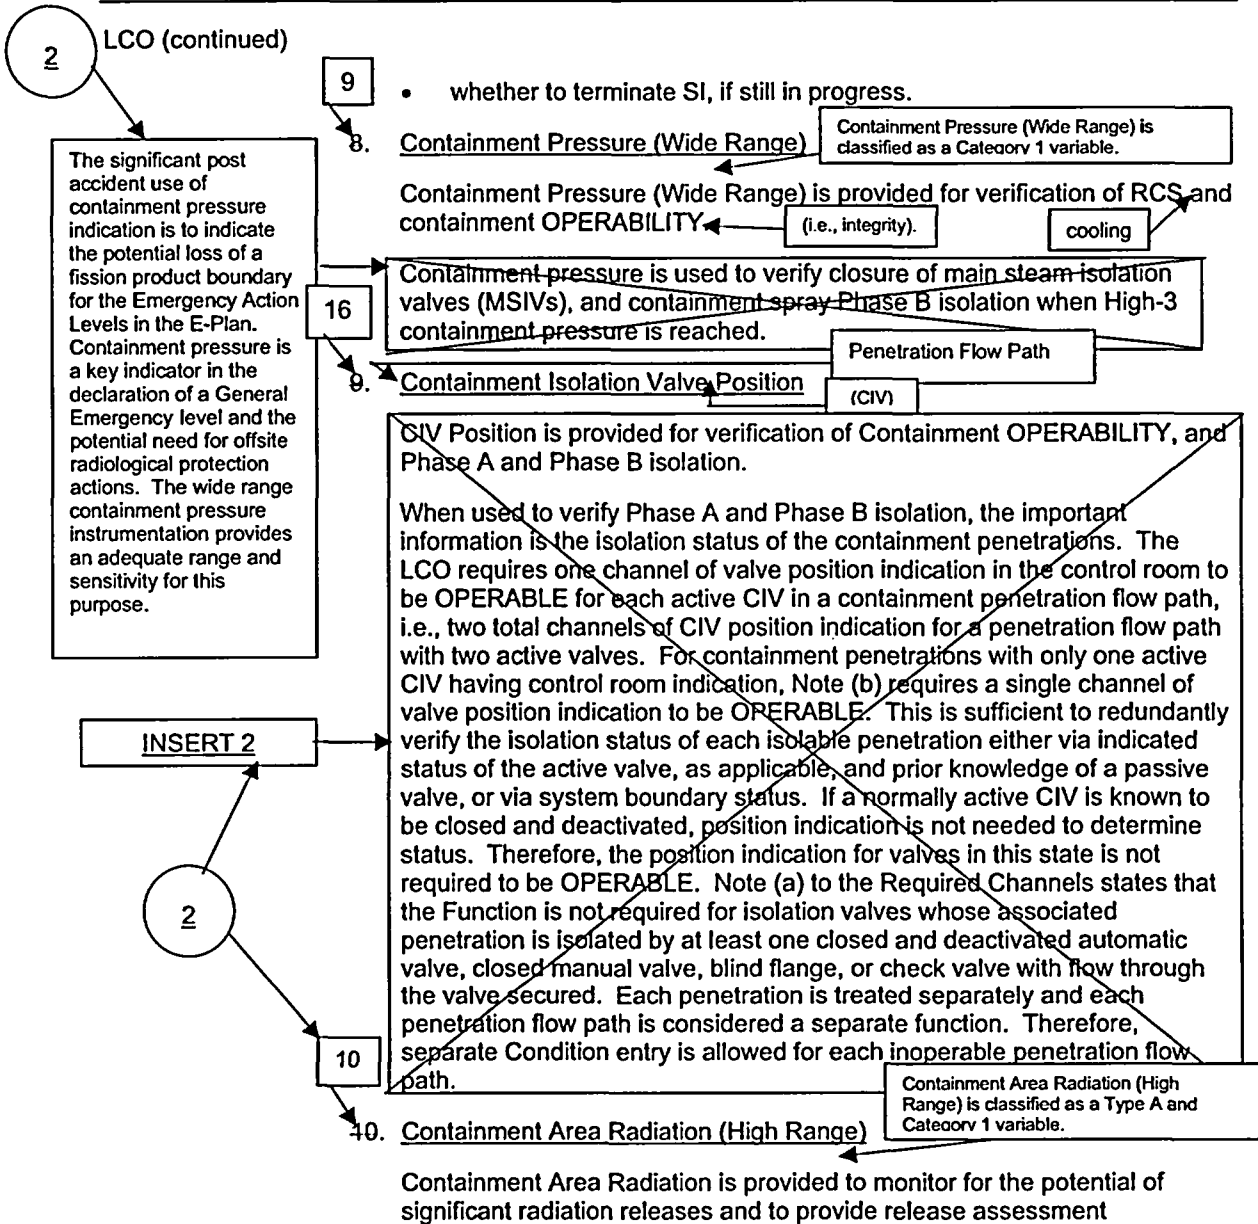 2
LCO (continued)
9
• whether to terminate SI, if still in progress.
8. Containment Pressure (Wide Range)
Containment Pressure (Wide Range) is
classified as a Category 1 variable.
Containment Pressure (Wide Range) is provided for verification of RCS and
containment OPERABILITY
(i.e., integrity).
cooling
The significant post
accident use of
containment pressure
indication is to indicate
the potential loss of a
fission product boundary
for the Emergency Action
Levels in the E-Plan.
Containment pressure is
a key indicator in the
declaration of a General
Emergency level and the
potential need for offsite
radiological protection
actions. The wide range
containment pressure
instrumentation provides
an adequate range and
sensitivity for this
purpose.
Containment pressure is used to verify closure of main steam isolation
valves (MSIVs), and containment spray Phase B isolation when High-3
containment pressure is reached.
16
Penetration Flow Path
9. Containment Isolation Valve Position
(CIV)
CIV Position is provided for verification of Containment OPERABILITY, and
Phase A and Phase B isolation.
When used to verify Phase A and Phase B isolation, the important
information is the isolation status of the containment penetrations. The
LCO requires one channel of valve position indication in the control room to
be OPERABLE for each active CIV in a containment penetration flow path,
i.e., two total channels of CIV position indication for a penetration flow path
with two active valves. For containment penetrations with only one active
CIV having control room indication, Note (b) requires a single channel of
valve position indication to be OPERABLE. This is sufficient to redundantly
verify the isolation status of each isolable penetration either via indicated
status of the active valve, as applicable, and prior knowledge of a passive
valve, or via system boundary status. If a normally active CIV is known to
be closed and deactivated, position indication is not needed to determine
status. Therefore, the position indication for valves in this state is not
required to be OPERABLE. Note (a) to the Required Channels states that
the Function is not required for isolation valves whose associated
penetration is isolated by at least one closed and deactivated automatic
valve, closed manual valve, blind flange, or check valve with flow through
the valve secured. Each penetration is treated separately and each
penetration flow path is considered a separate function. Therefore,
separate Condition entry is allowed for each inoperable penetration flow
path.
INSERT 2
2
10
Containment Area Radiation (High
Range) is classified as a Type A and
Category 1 variable.
10. Containment Area Radiation (High Range)
Containment Area Radiation is provided to monitor for the potential of
significant radiation releases and to provide release assessment